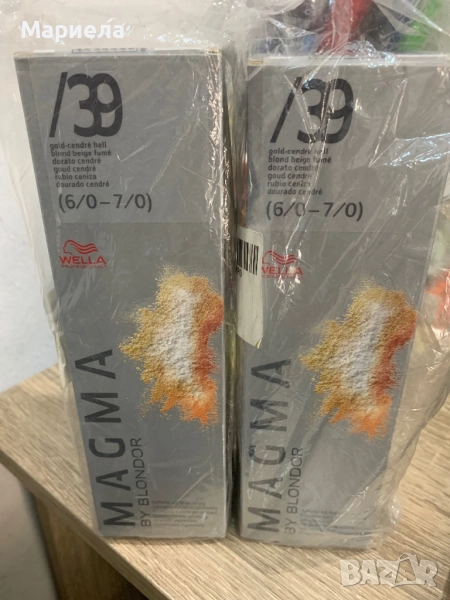 Мариела
/39
gold-cendré hell
blond beige fumé
dorato cendré
goud cendré
rubio ceniza
dourado cendré
(6/0-7/0)
WELLA
MAGMA
BY BLONDOR
/39
gold-cendré hell
blond beige fumé
dorato cendré
goud cendré
rubio ceniza
dourado cendré
(6/0-7/0)
WELLA
MAGMA
BY BLONDOR
BAZAR